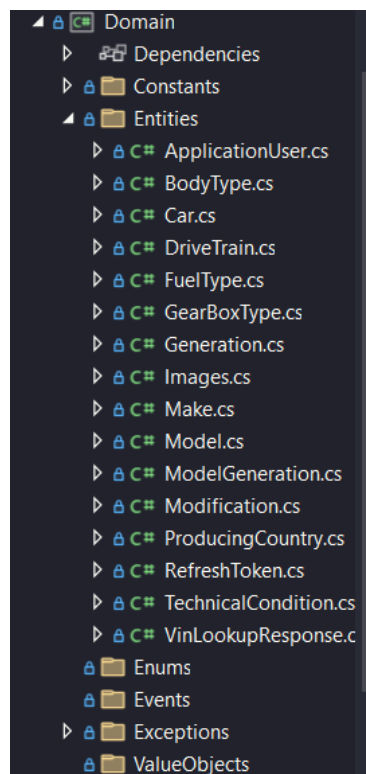 C# Domain
Dependencies
Constants
Entities
C# ApplicationUser.cs
C# BodyType.cs
C# Car.cs
C# DriveTrain.cs
C# FuelType.cs
C# GearBoxType.cs
C# Generation.cs
C# Images.cs
C# Make.cs
C# Model.cs
C# ModelGeneration.cs
C# Modification.cs
C# ProducingCountry.cs
C# RefreshToken.cs
C# TechnicalCondition.cs
C# VinLookupResponse.c
Enums
Events
Exceptions
ValueObjects